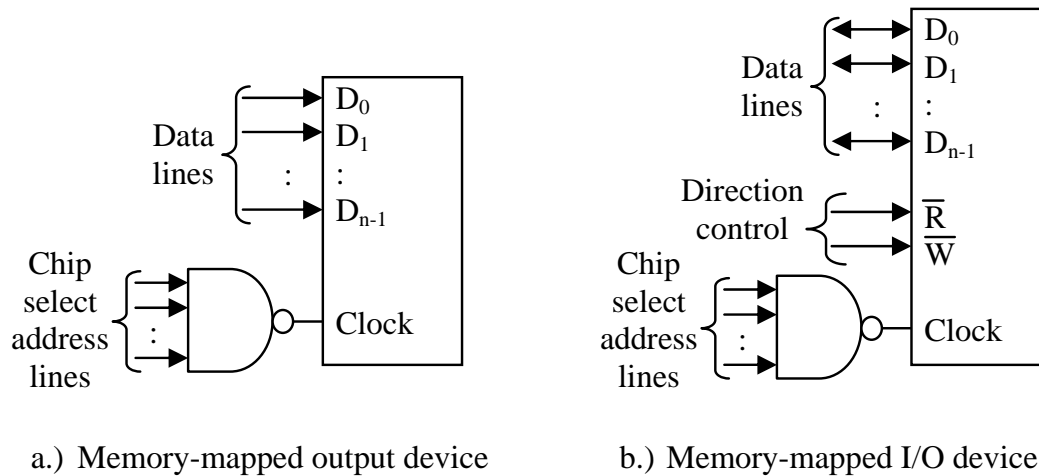 Data
lines
D0
D1
:
:
Dn-1
Chip
select
address
lines
:
Clock
a.) Memory-mapped output device
Data
lines
D0
D1
:
:
Dn-1
Direction
control
R̅
W̅
Chip
select
address
lines
:
Clock
b.) Memory-mapped I/O device